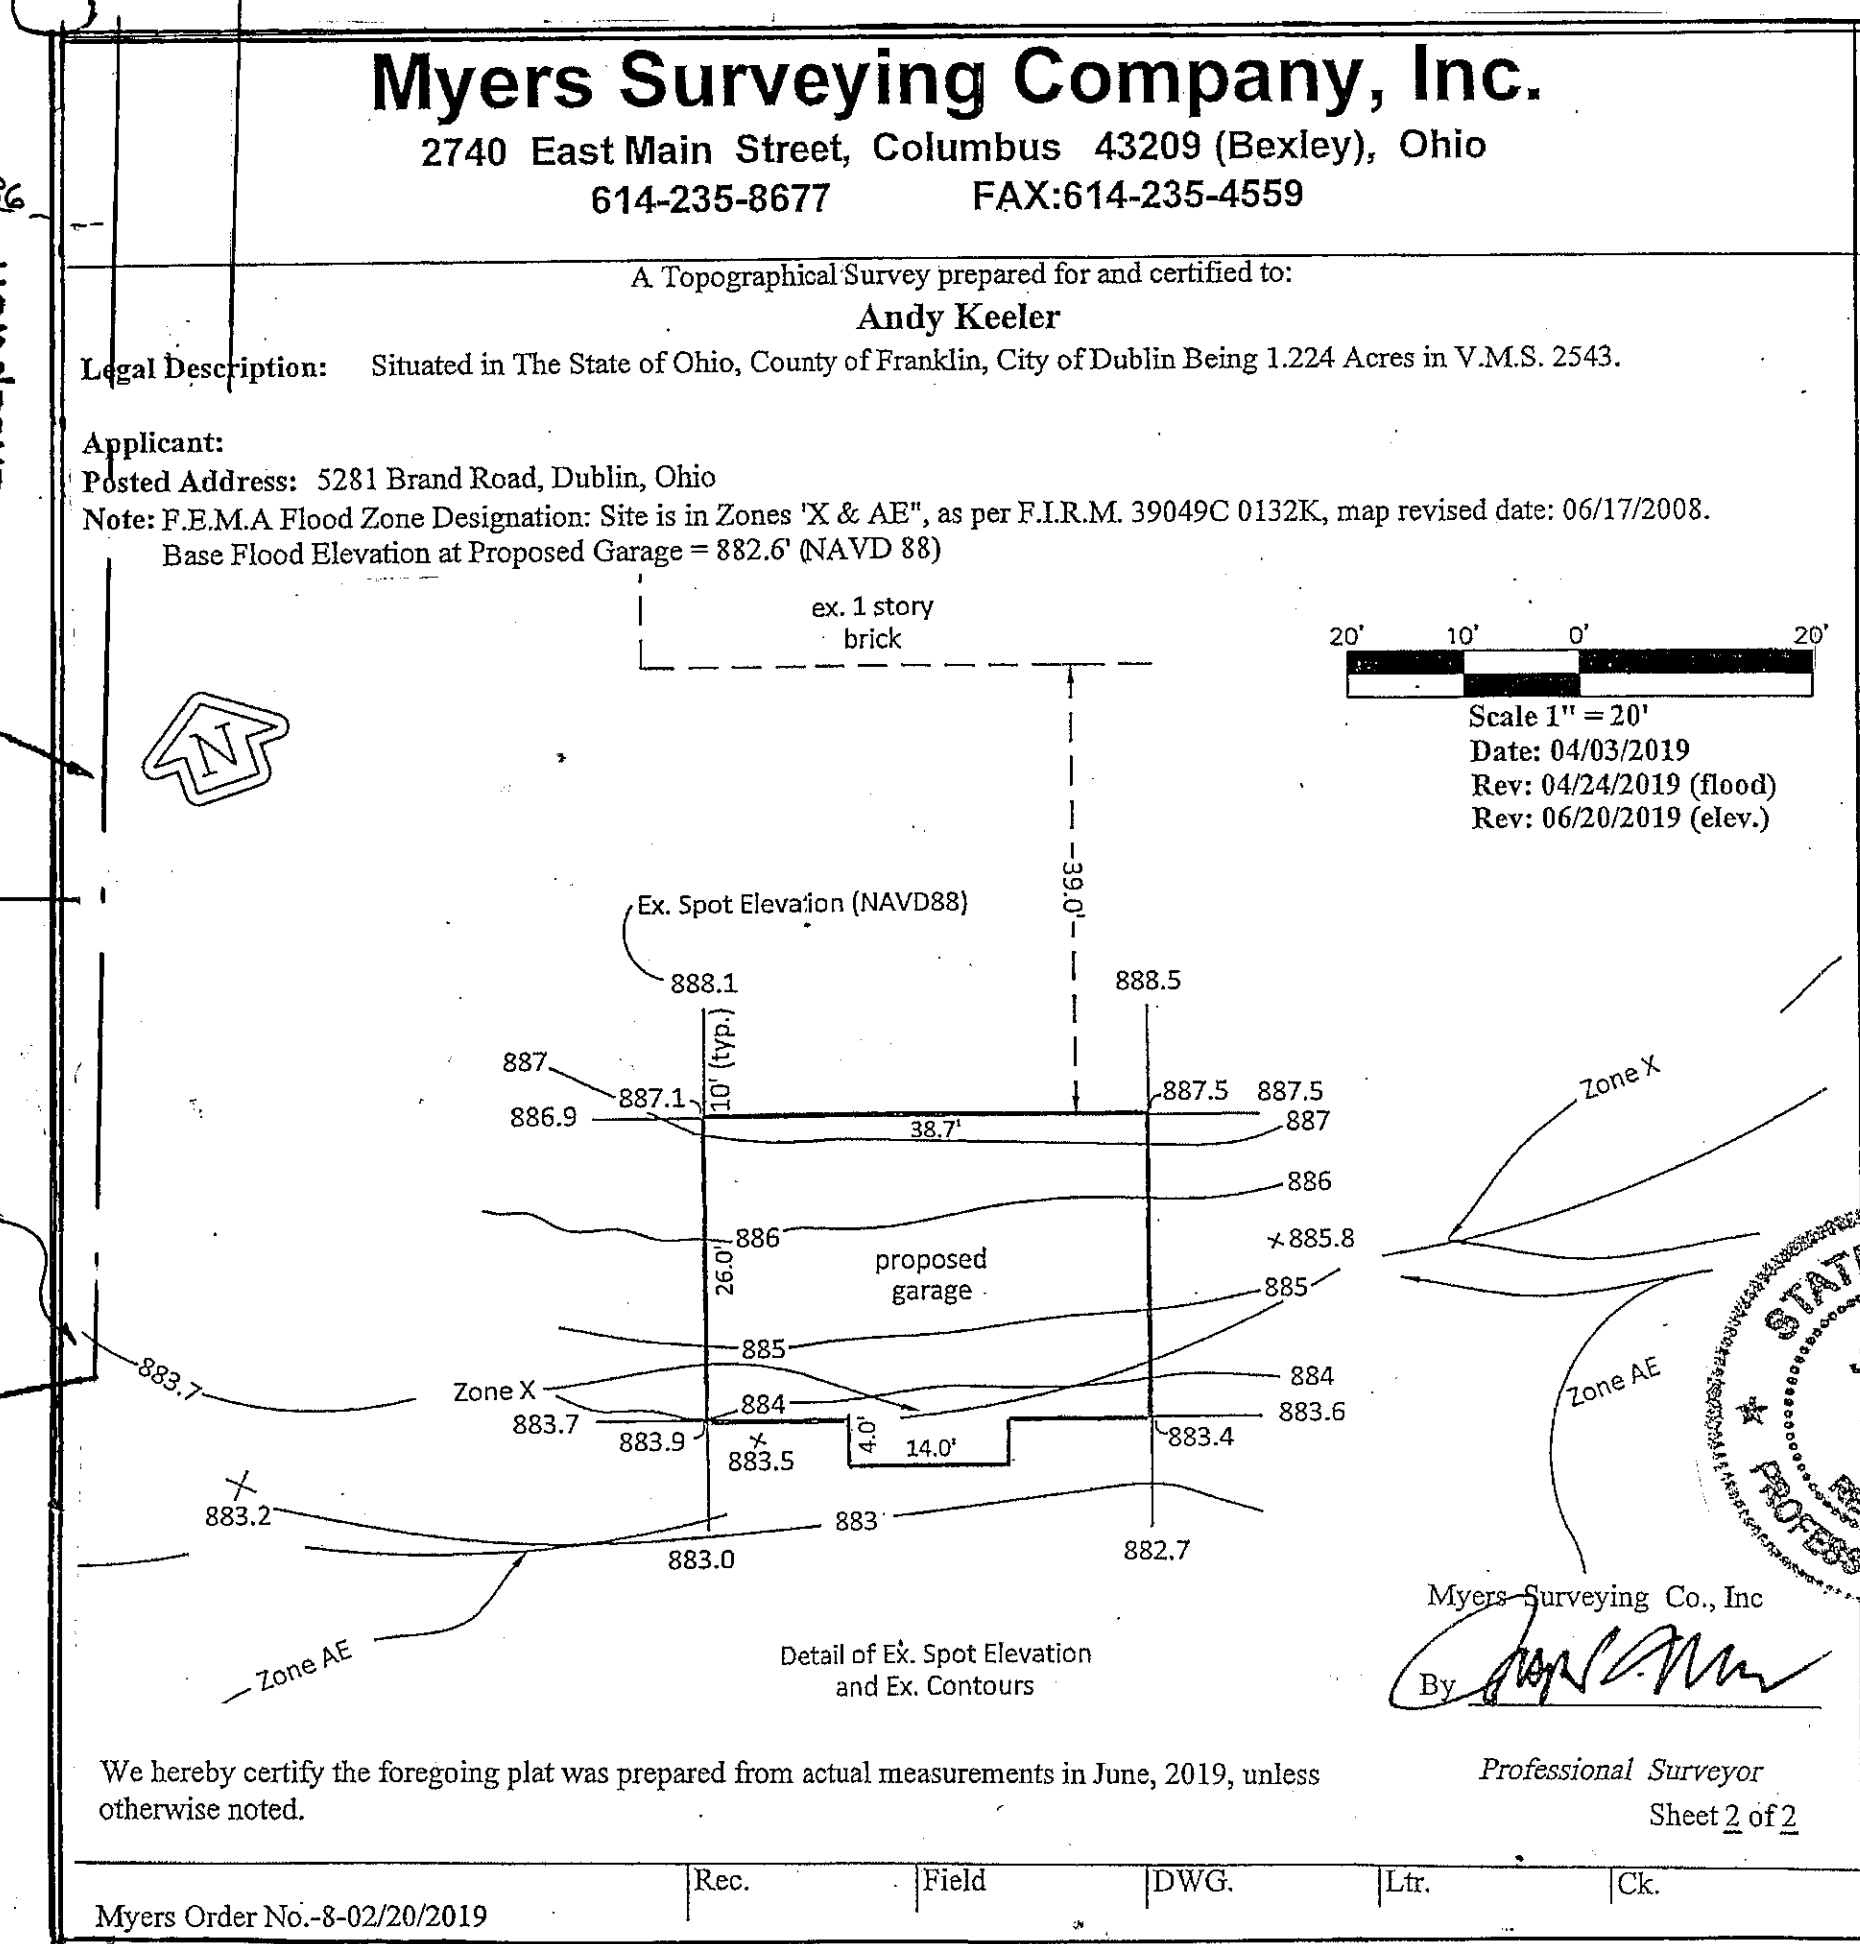 Myers Surveying Company, Inc.
2740 East Main Street, Columbus 43209 (Bexley), Ohio
614-235-8677 FAX:614-235-4559
A Topographical Survey prepared for and certified to:
Andy Keeler
Legal Description: Situated in The State of Ohio, County of Franklin, City of Dublin Being 1.224 Acres in V.M.S. 2543.
Applicant:
Posted Address: 5281 Brand Road, Dublin, Ohio
Note: F.E.M.A Flood Zone Designation: Site is in Zones 'X & AE", as per F.I.R.M. 39049C 0132K, map revised date: 06/17/2008.
Base Flood Elevation at Proposed Garage = 882.6' (NAVD 88)
ex. 1 story
brick
20' 10' 0' 20'
Scale 1" = 20'
Date: 04/03/2019
Rev: 04/24/2019 (flood)
Rev: 06/20/2019 (elev.)
N
39.0'
Ex. Spot Elevation (NAVD88)
888.1
888.5
10' (typ.)
887
887.1
887.5 887.5
886.9
38.7'
887
Zone X
886
886
885.8
26.0'
proposed
garage
885
885
883.7
Zone X
884
884
Zone AE
883.7
883.6
883.9
883.5
4.0'
14.0'
883.4
883.2
883
883.0
882.7
Zone AE
Detail of Ex. Spot Elevation
and Ex. Contours
Myers Surveying Co., Inc
By
We hereby certify the foregoing plat was prepared from actual measurements in June, 2019, unless
otherwise noted.
Professional Surveyor
Sheet 2 of 2
Rec. Field DWG. Ltr. Ck.
Myers Order No.-8-02/20/2019